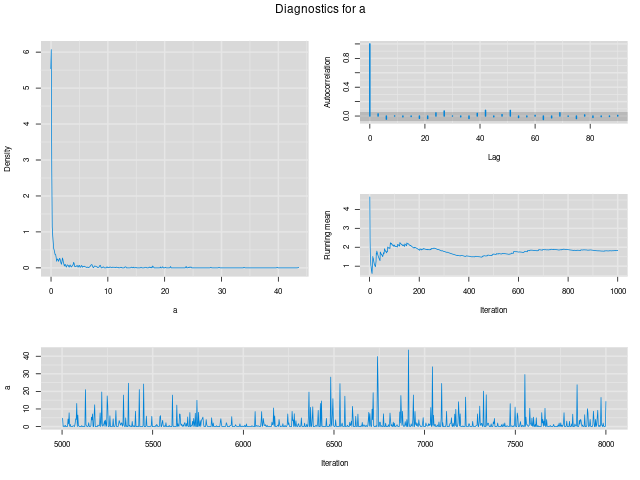 Diagnostics for a
Density
0
1
2
3
4
5
6
0 10 20 30 40
a
Autocorrelation
0.0
0.4
0.8
0 20 40 60 80
Lag
Running mean
1
2
3
4
0 200 400 600 800 1000
Iteration
a
0
10
20
30
40
5000 5500 6000 6500 7000 7500 8000
Iteration